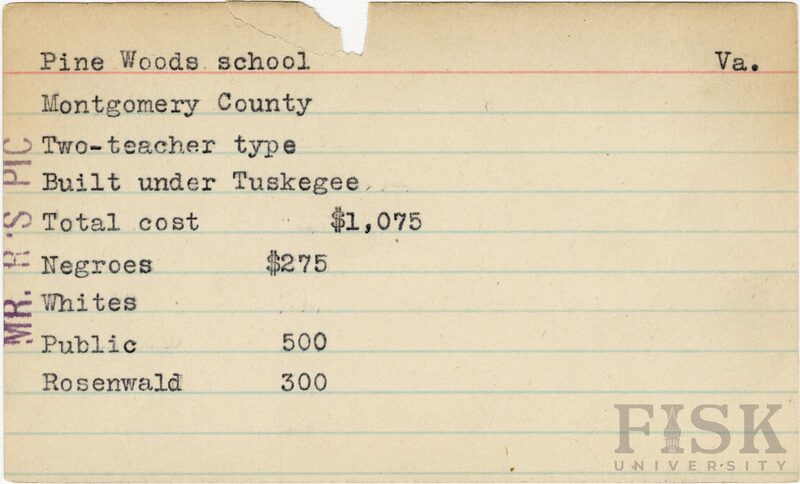 Pine Woods school Va.
Montgomery County
Two-teacher type
Built under Tuskegee
Total cost $1,075
Negroes $275
Whites
Public 500
Rosenwald 300
MR. R'S PIC
FISK
UNIVERSITY